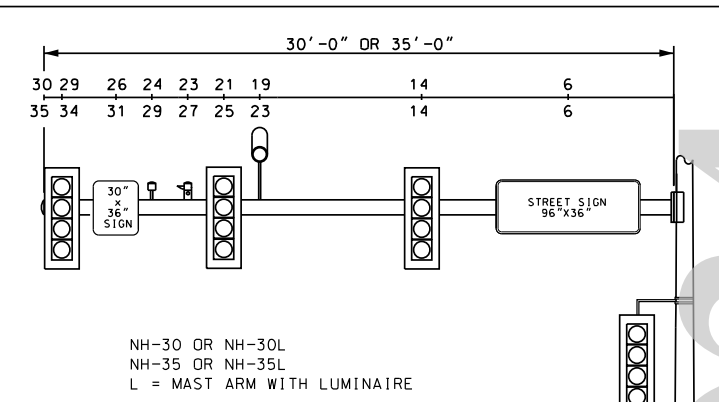 30'-0" OR 35'-0"
30 29 26 24 23 21 19 14 6
35 34 31 29 27 25 23 14 6
30"
x
36"
SIGN
STREET SIGN
96"X36"
NH-30 OR NH-30L
NH-35 OR NH-35L
L = MAST ARM WITH LUMINAIRE